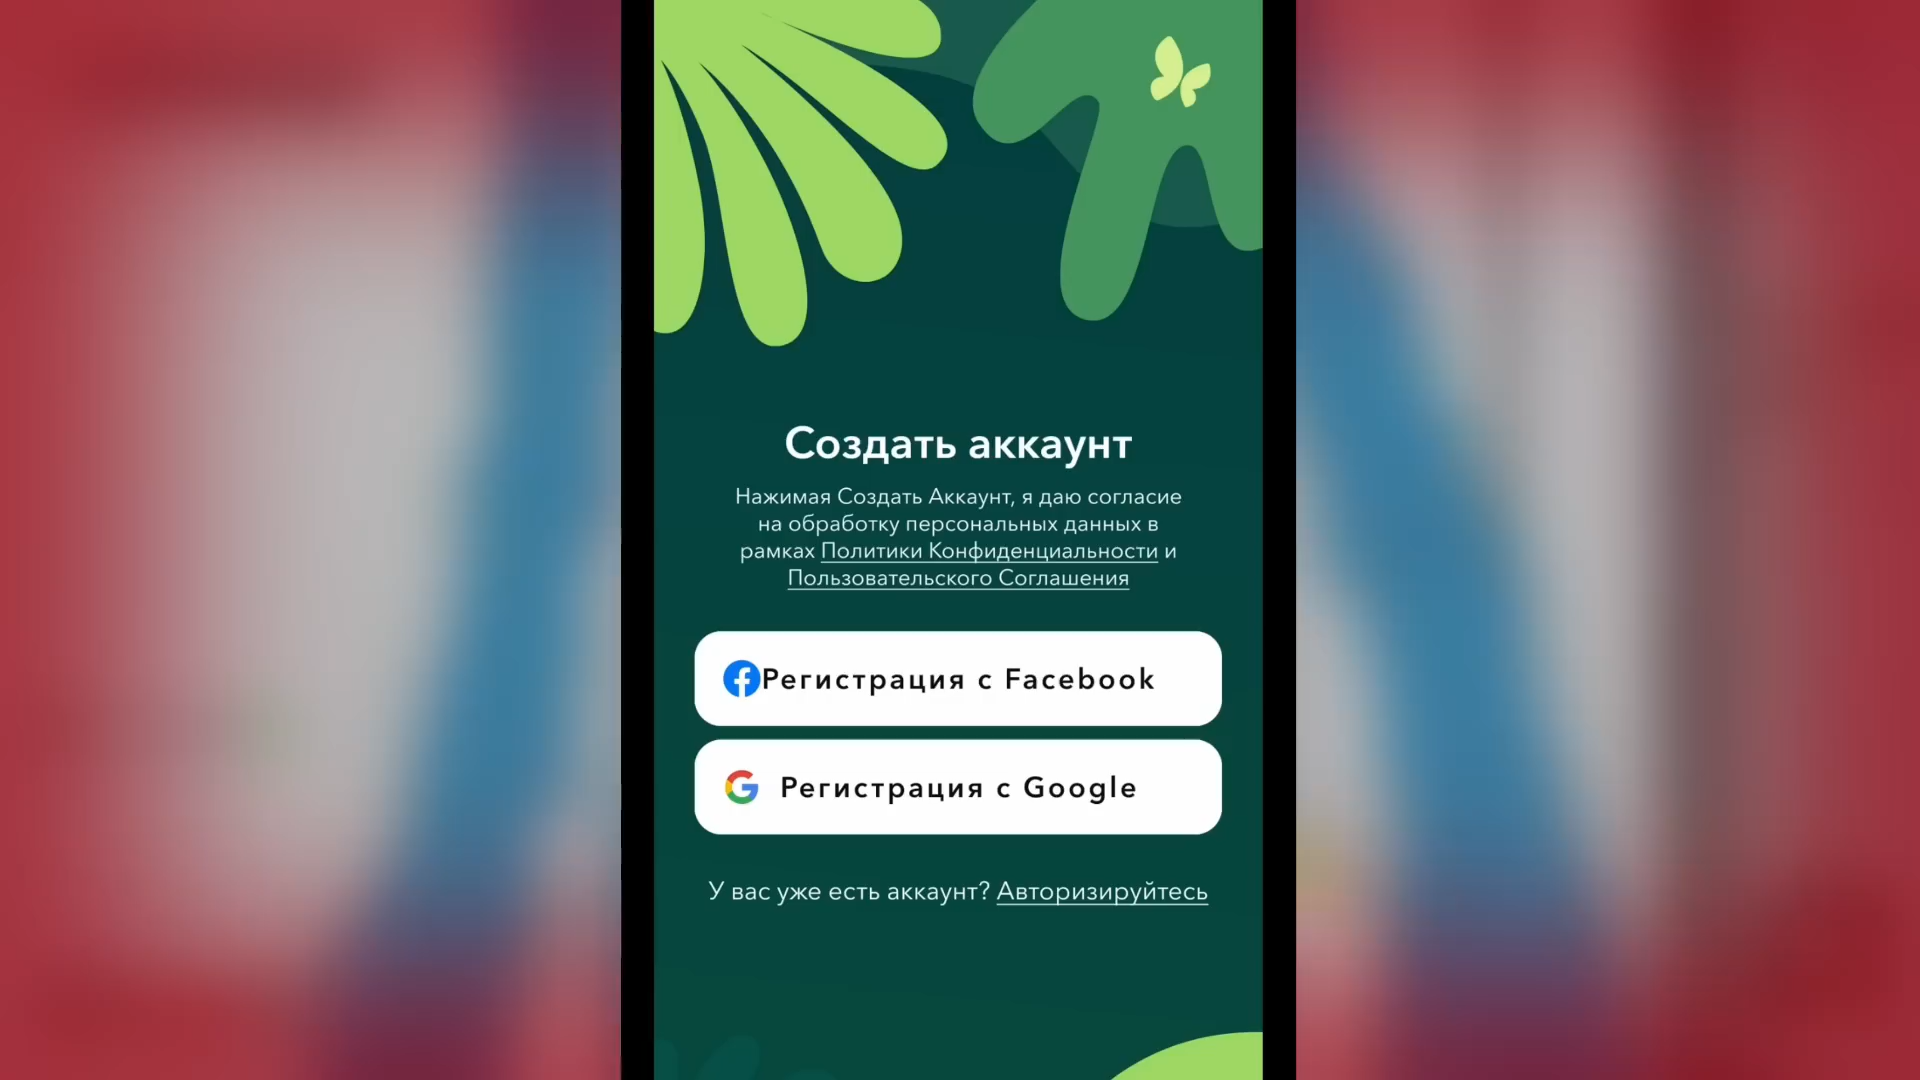 Создать аккаунт
Нажимая Создать Аккаунт, я даю согласие
на обработку персональных данных в
рамках Политики Конфиденциальности и
Пользовательского Соглашения
Регистрация с Facebook
Регистрация с Google
У вас уже есть аккаунт? Авторизируйтесь